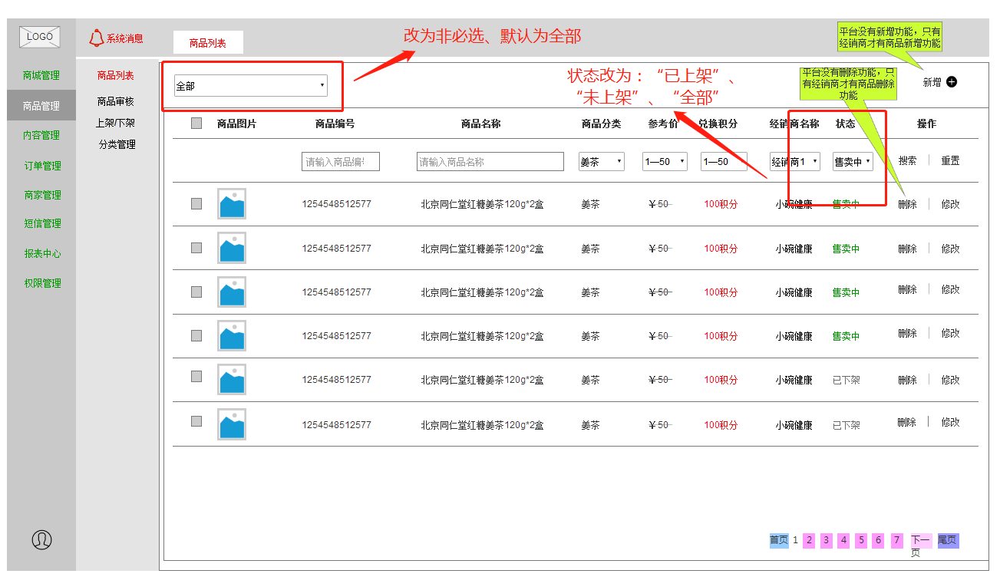 LOGO
系统消息
商品列表
改为非必选、默认为全部
平台没有新增功能，只有
经销商才有商品新增功能
商城管理
商品管理
内容管理
订单管理
商家管理
短信管理
报表中心
权限管理
商品列表
商品审核
上架/下架
分类管理
全部
状态改为：“已上架”、
“未上架”、“全部”
平台没有删除功能，只
有经销商才有商品删除
功能
新增
商品图片 商品编号 商品名称 商品分类 参考价 兑换积分 经销商名称 状态 操作
请输入商品编号 请输入商品名称 姜茶 1—50 1—50 经销商1 售卖中 搜索 重置
1254548512577 北京同仁堂红糖姜茶120g*2盒 姜茶 ￥50 100积分 小碗健康 售卖中 删除 修改
1254548512577 北京同仁堂红糖姜茶120g*2盒 姜茶 ￥50 100积分 小碗健康 售卖中 删除 修改
1254548512577 北京同仁堂红糖姜茶120g*2盒 姜茶 ￥50 100积分 小碗健康 售卖中 删除 修改
1254548512577 北京同仁堂红糖姜茶120g*2盒 姜茶 ￥50 100积分 小碗健康 售卖中 删除 修改
1254548512577 北京同仁堂红糖姜茶120g*2盒 姜茶 ￥50 100积分 小碗健康 已下架 删除 修改
1254548512577 北京同仁堂红糖姜茶120g*2盒 姜茶 ￥50 100积分 小碗健康 已下架 删除 修改
首页 1 2 3 4 5 6 7 下一 尾页
页